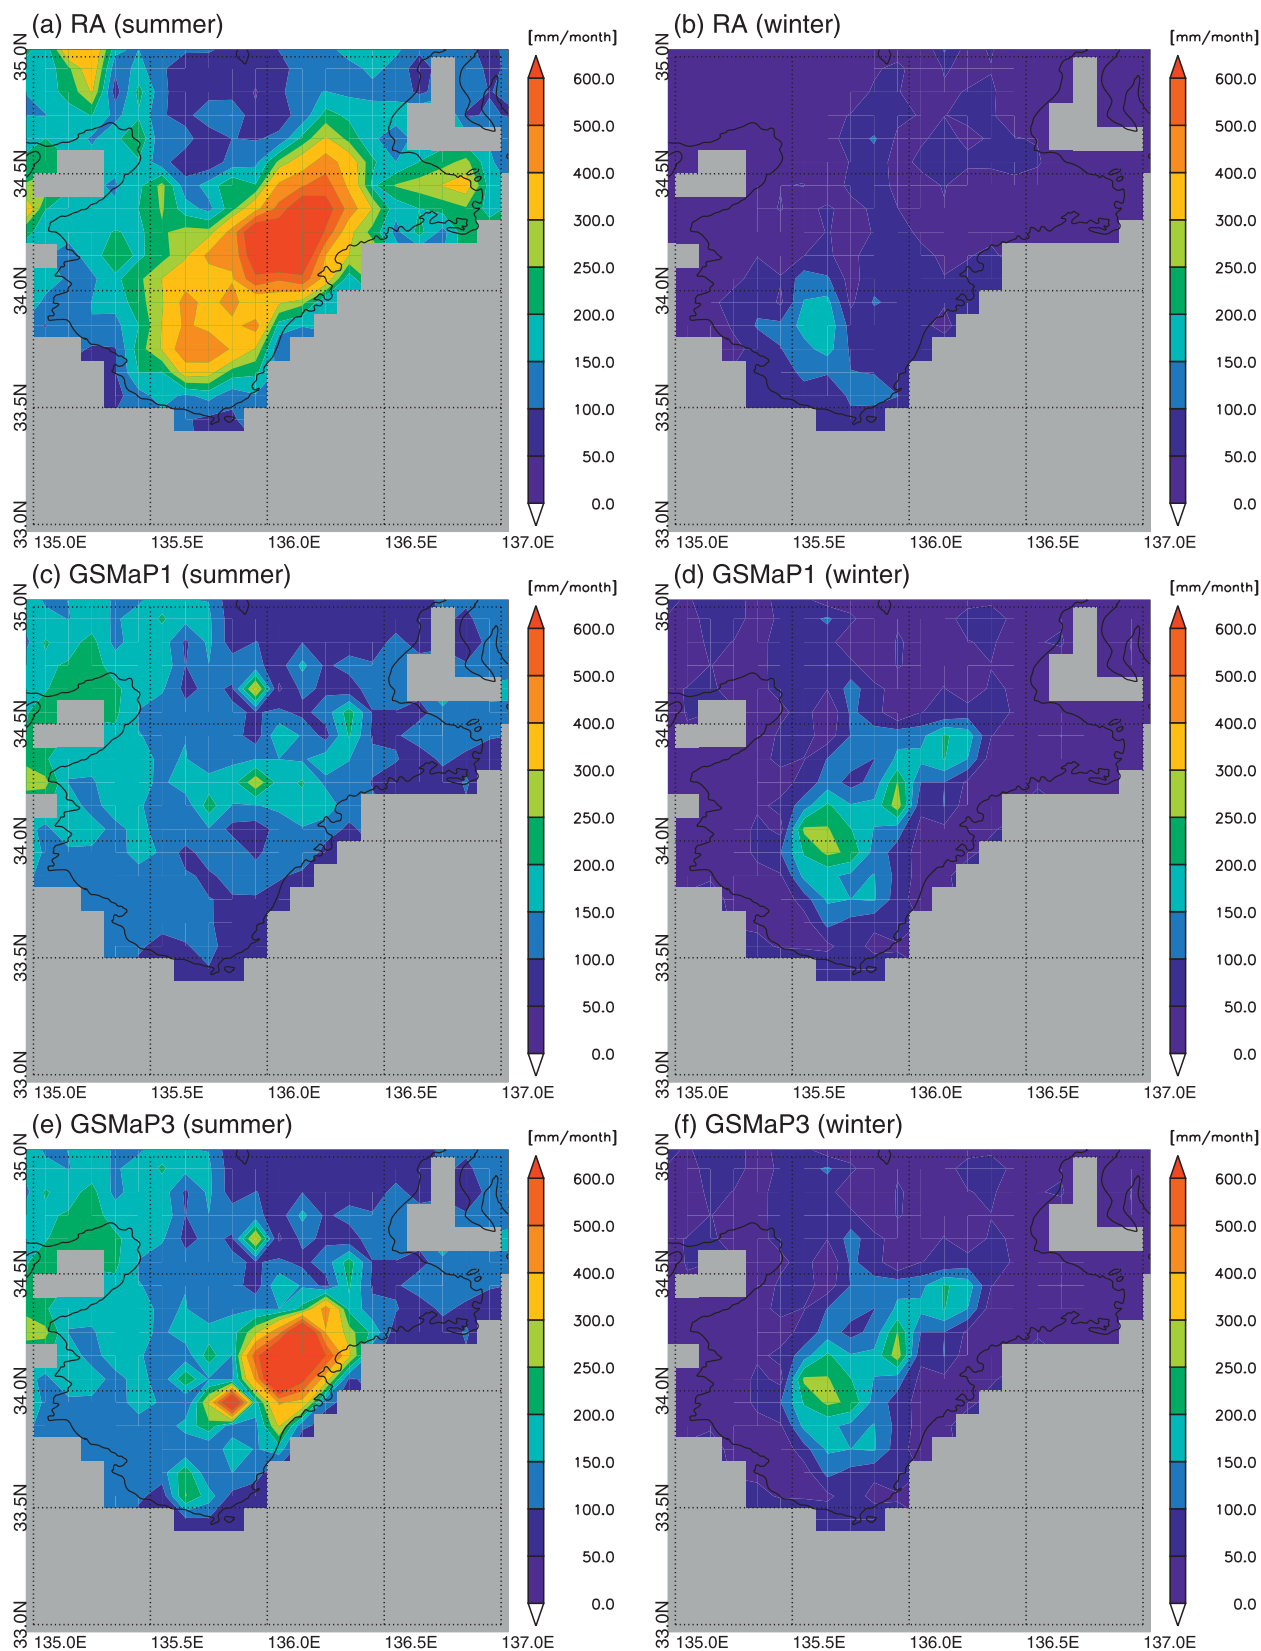 (a) RA (summer)
[mm/month]
35.0N
34.5N
34.0N
33.5N
33.0N
135.0E 135.5E 136.0E 136.5E 137.0E
600.0
500.0
400.0
300.0
250.0
200.0
150.0
100.0
50.0
0.0
(b) RA (winter)
[mm/month]
35.0N
34.5N
34.0N
33.5N
33 135.0E 135.5E 136.0E 136.5E 137.0E
600.0
500.0
400.0
300.0
250.0
200.0
150.0
100.0
50.0
0.0
(c) GSMaP1 (summer)
[mm/month]
35.0N
34.5N
34.0N
33.5N
33.0N
135.0E 135.5E 136.0E 136.5E 137.0E
600.0
500.0
400.0
300.0
250.0
200.0
150.0
100.0
50.0
0.0
(d) GSMaP1 (winter)
[mm/month]
35.0N
34.5N
34.0N
33.5N
33.0N
135.0E 135.5E 136.0E 136.5E 137.0E
600.0
500.0
400.0
300.0
250.0
200.0
150.0
100.0
50.0
0.0
(e) GSMaP3 (summer)
[mm/month]
35.0N
34.5N
34.0N
33.5N
33.0N
135.0E 135.5E 136.0E 136.5E 137.0E
600.0
500.0
400.0
300.0
250.0
200.0
150.0
100.0
50.0
0.0
(f) GSMaP3 (winter)
[mm/month]
35.0N
34.5N
34.0N
33.5N
33.0N
135.0E 135.5E 136.0E 136.5E 137.0E
600.0
500.0
400.0
300.0
250.0
200.0
150.0
100.0
50.0
0.0